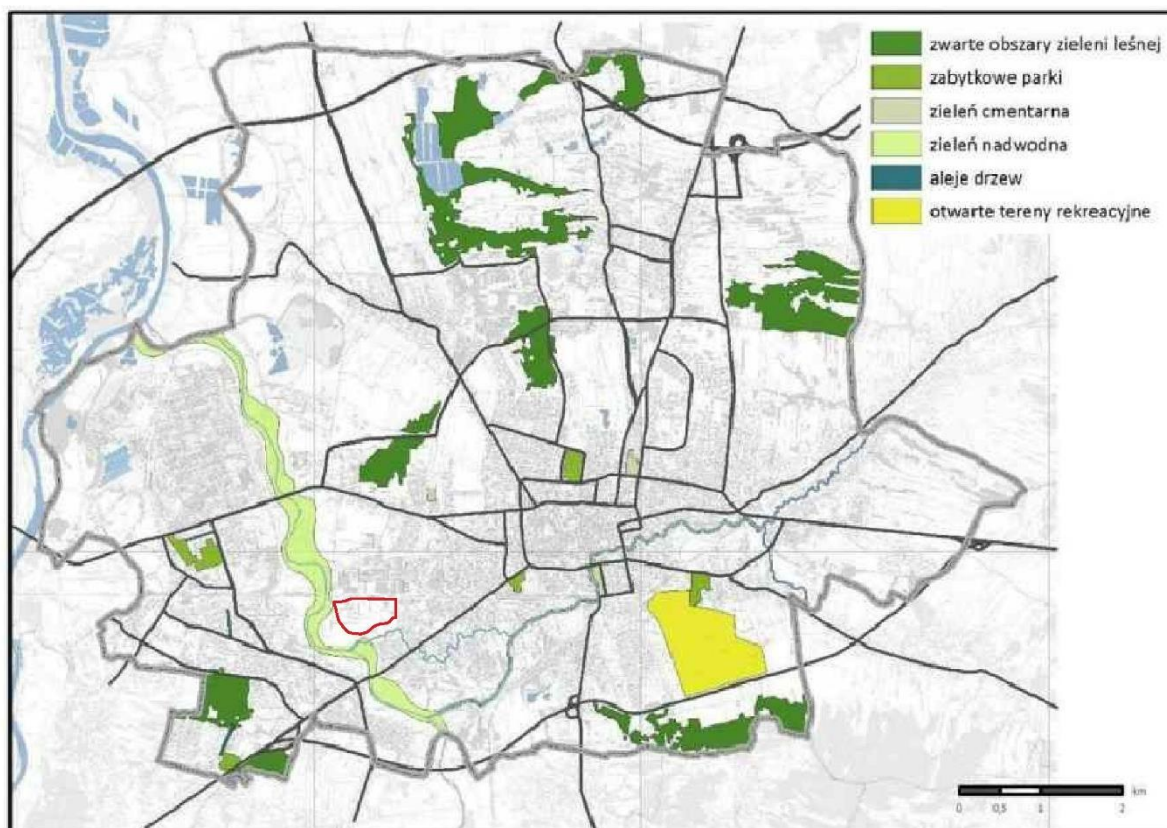 zwarte obszary zieleni leśnej
zabytkowe parki
zieleń cmentarna
zieleń nadwodna
aleje drzew
otwarte tereny rekreacyjne
km
0 0,5 1 2